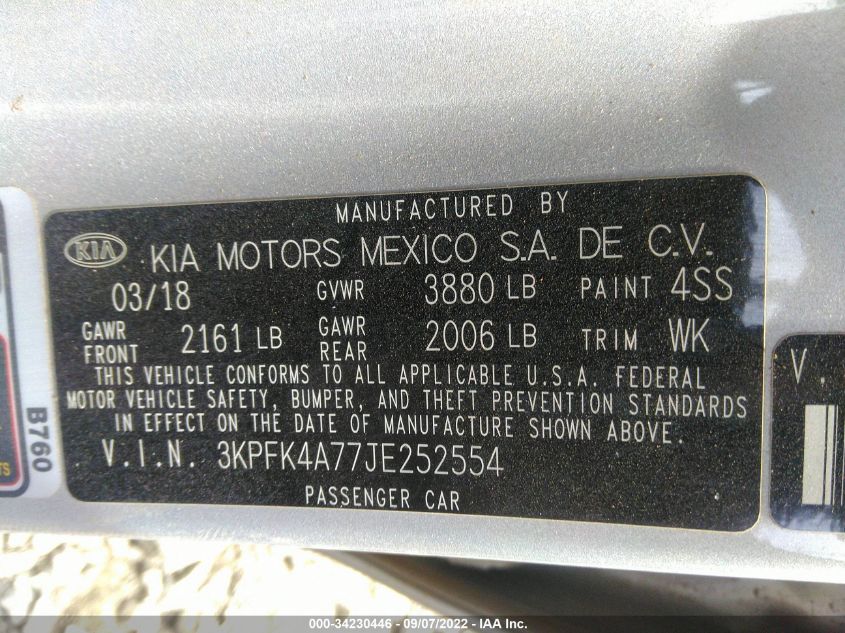 MANUFACTURED BY
KIA KIA MOTORS MEXICO S.A. DE C.V.
03/18 GVWR 3880 LB PAINT 4SS
GAWR FRONT 2161 LB GAWR REAR 2006 LB TRIM WK
THIS VEHICLE CONFORMS TO ALL APPLICABLE U.S.A. FEDERAL
MOTOR VEHICLE SAFETY, BUMPER, AND THEFT PREVENTION STANDARDS
IN EFFECT ON THE DATE OF MANUFACTURE SHOWN ABOVE.
V.I.N. 3KPFK4A77JE252554
PASSENGER CAR
B760
V.
000-34230446 - 09/07/2022 - IAA Inc.